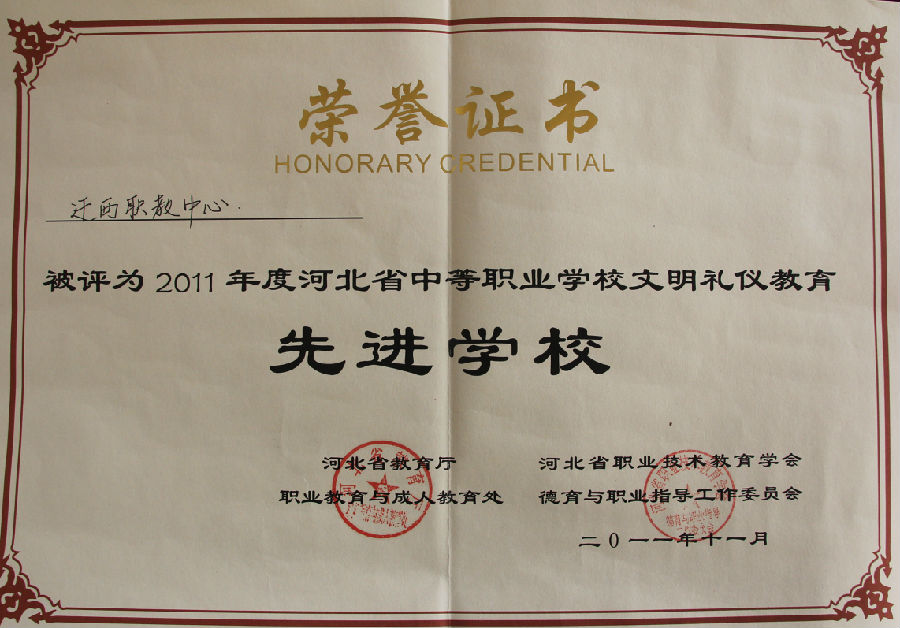 荣誉证书
HONORARY CREDENTIAL
迁西职教中心.
被评为 2011 年度河北省中等职业学校文明礼仪教育
先进学校
河北省教育厅
职业教育与成人教育处
河北省职业技术教育学会
德育与职业指导工作委员会
二0一一年十一月